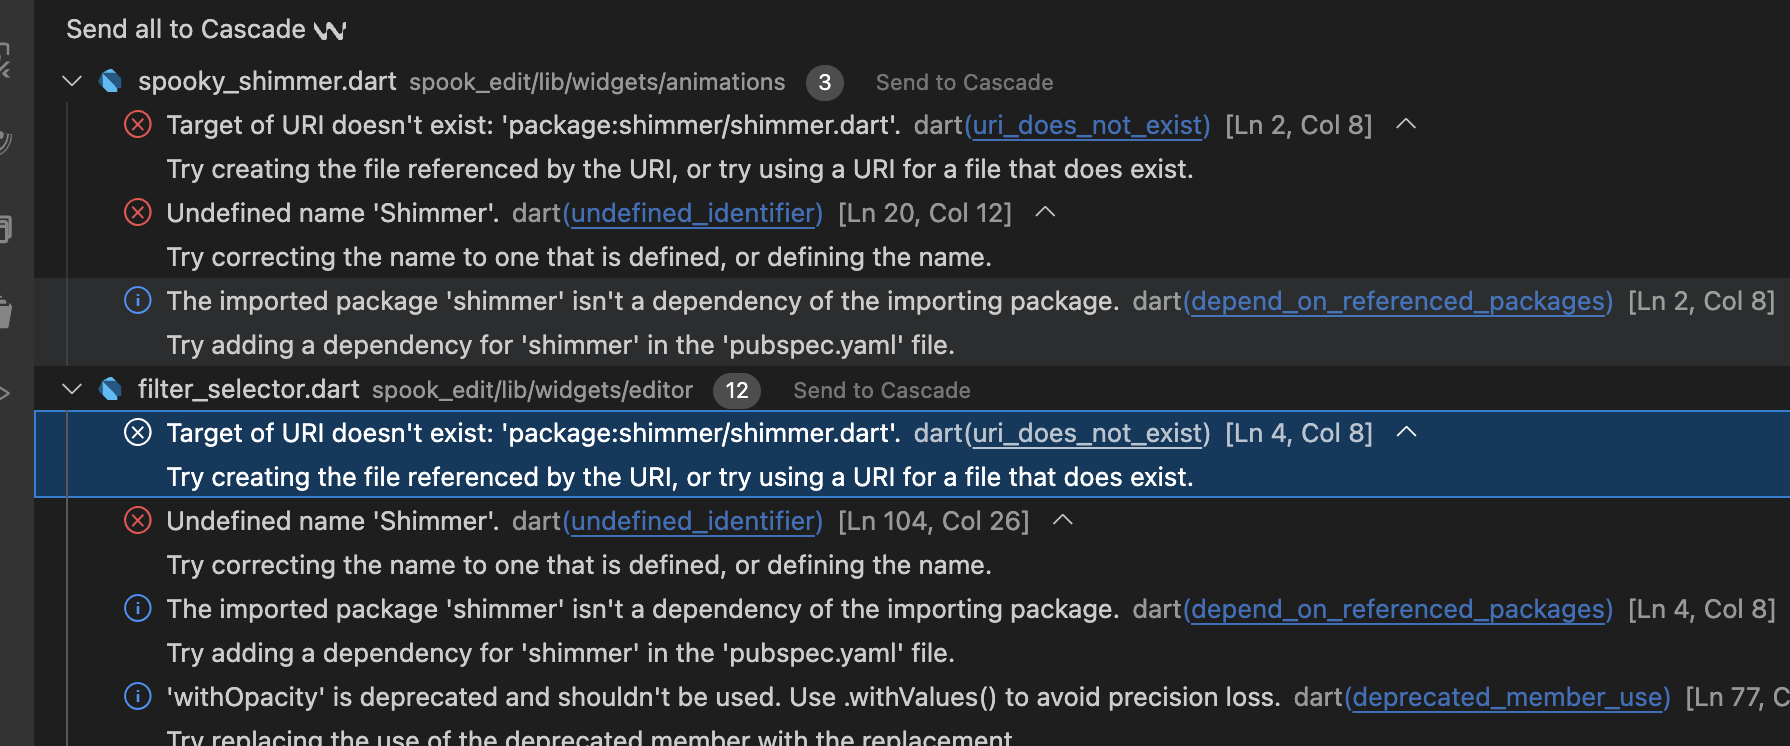 Send all to Cascade
spooky_shimmer.dart spook_edit/lib/widgets/animations 3 Send to Cascade
Target of URI doesn't exist: 'package:shimmer/shimmer.dart'. dart(uri_does_not_exist) [Ln 2, Col 8]
Try creating the file referenced by the URI, or try using a URI for a file that does exist.
Undefined name 'Shimmer'. dart(undefined_identifier) [Ln 20, Col 12]
Try correcting the name to one that is defined, or defining the name.
The imported package 'shimmer' isn't a dependency of the importing package. dart(depend_on_referenced_packages) [Ln 2, Col 8]
Try adding a dependency for 'shimmer' in the 'pubspec.yaml' file.
filter_selector.dart spook_edit/lib/widgets/editor 12 Send to Cascade
Target of URI doesn't exist: 'package:shimmer/shimmer.dart'. dart(uri_does_not_exist) [Ln 4, Col 8]
Try creating the file referenced by the URI, or try using a URI for a file that does exist.
Undefined name 'Shimmer'. dart(undefined_identifier) [Ln 104, Col 26]
Try correcting the name to one that is defined, or defining the name.
The imported package 'shimmer' isn't a dependency of the importing package. dart(depend_on_referenced_packages) [Ln 4, Col 8]
Try adding a dependency for 'shimmer' in the 'pubspec.yaml' file.
'withOpacity' is deprecated and shouldn't be used. Use .withValues() to avoid precision loss. dart(deprecated_member_use) [Ln 77, C
Try replacing the use of the deprecated member with the replacement